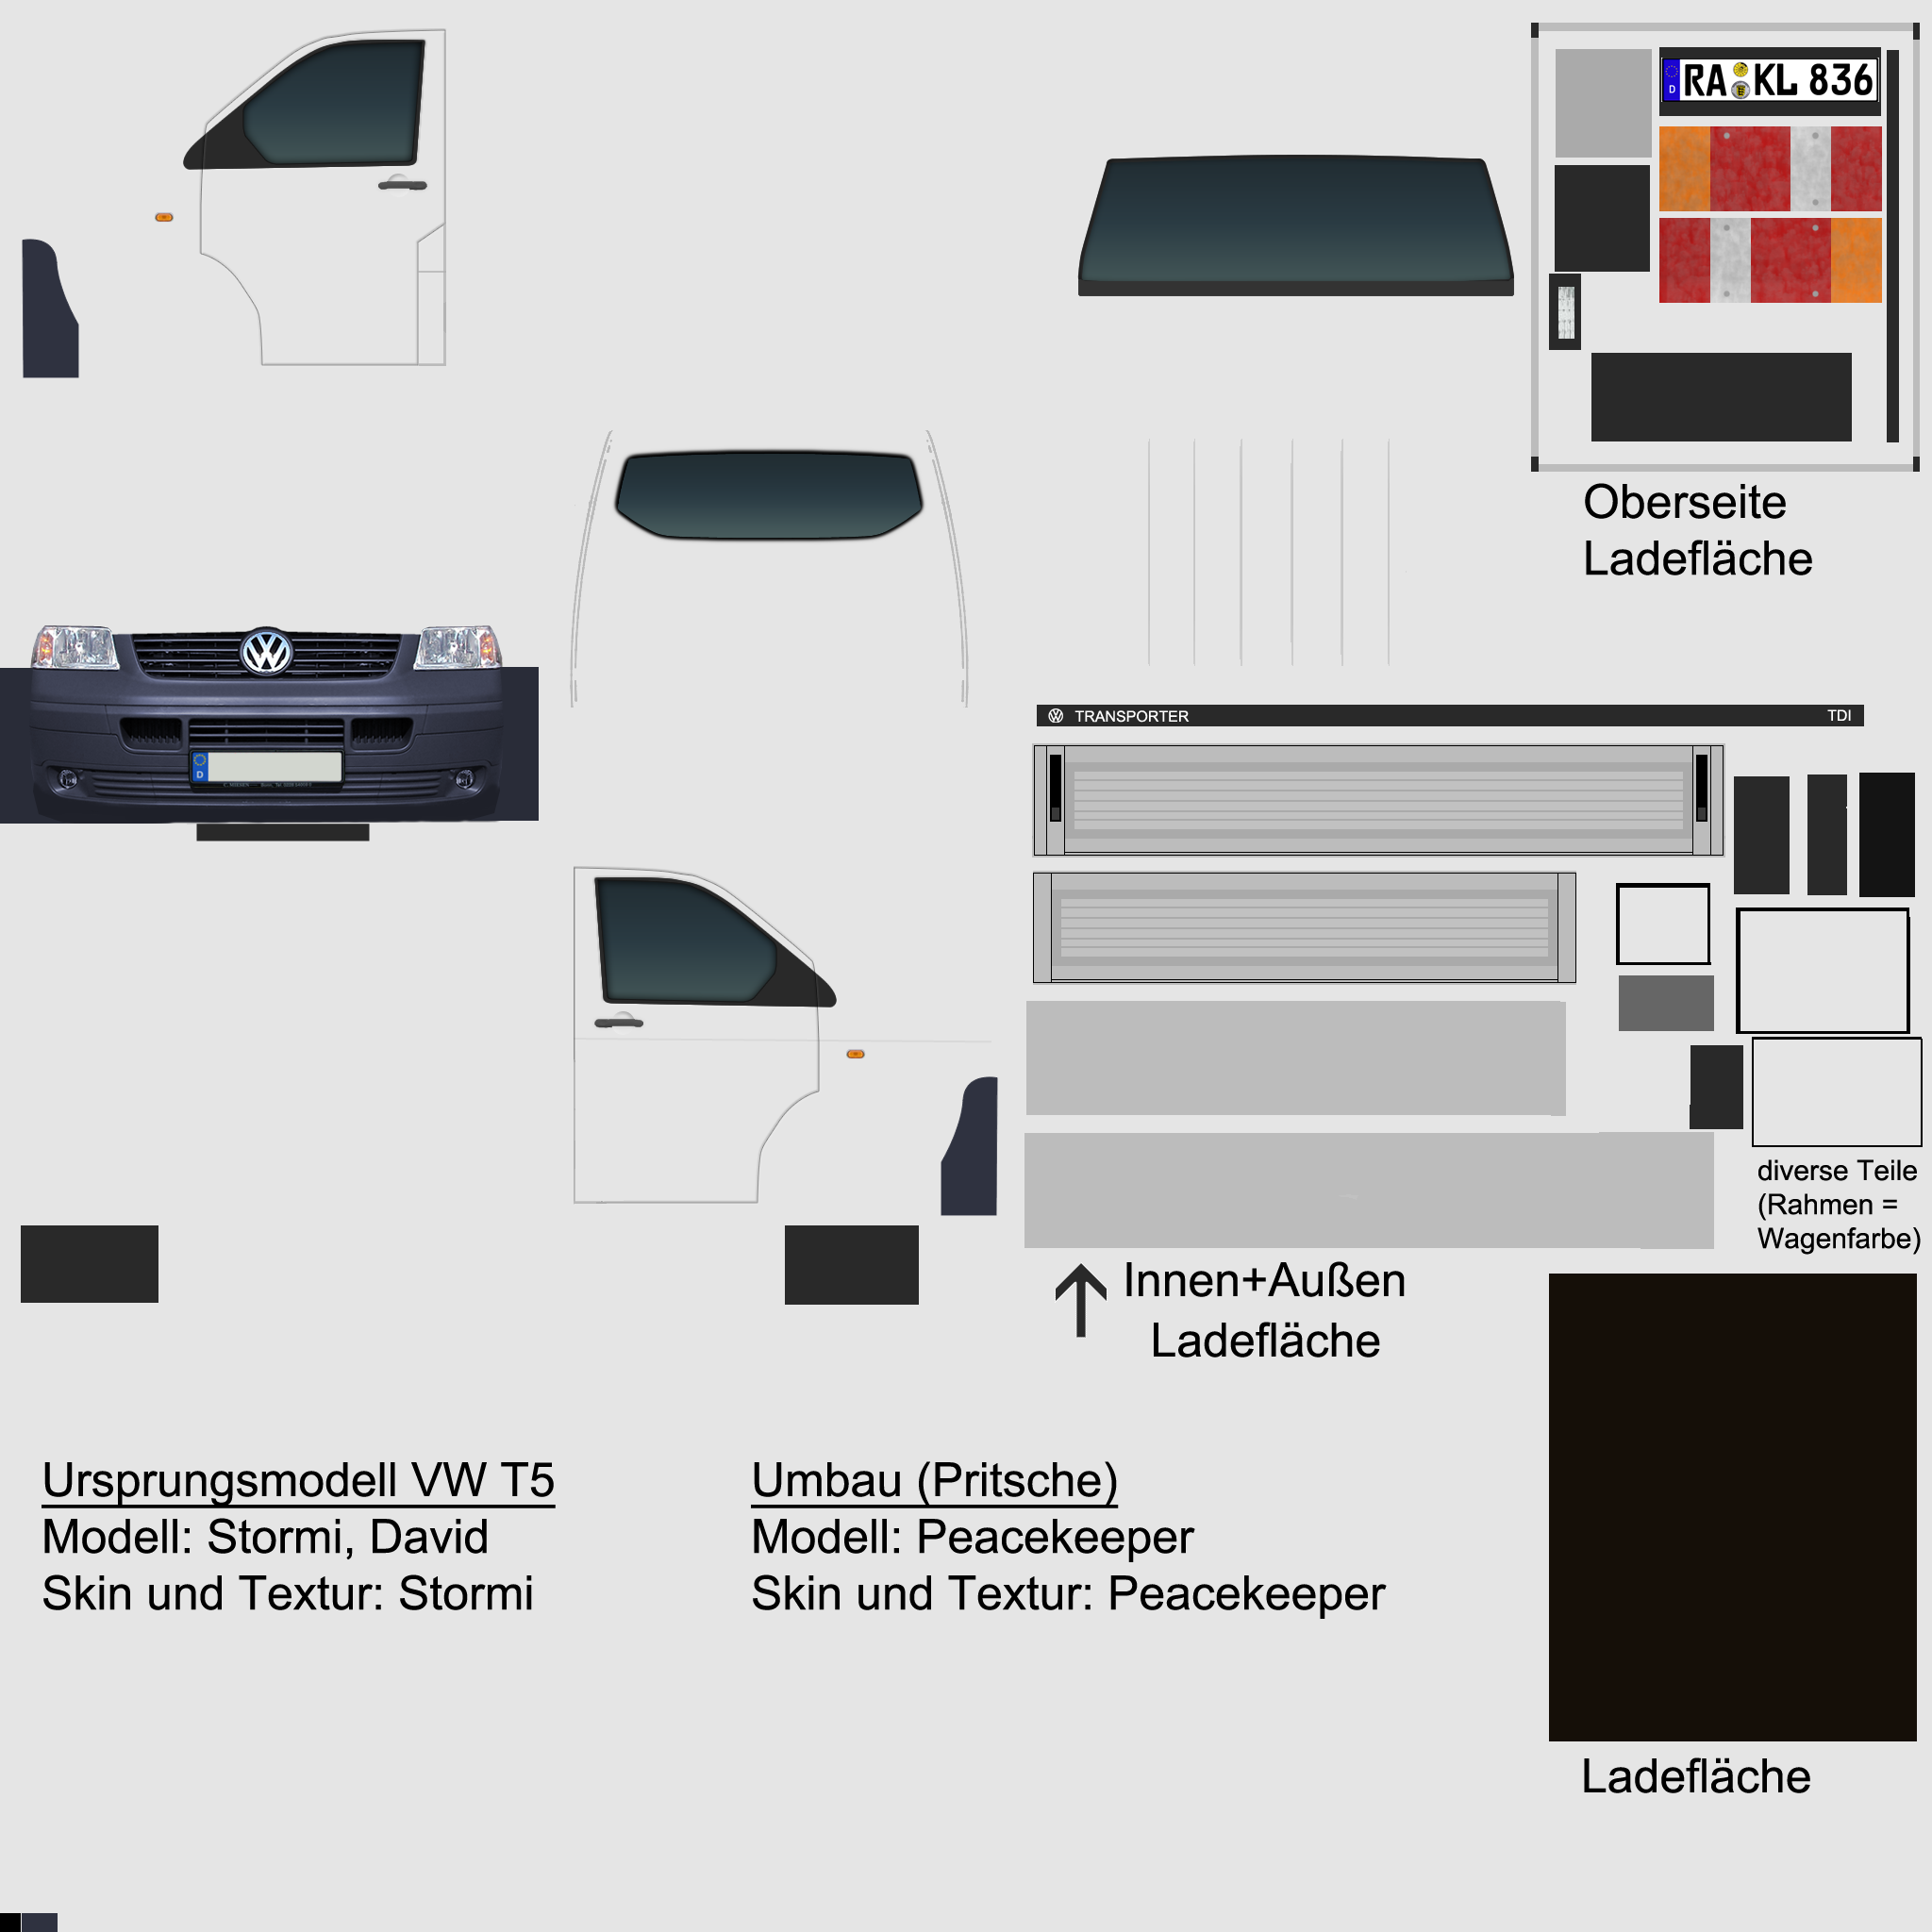 D
RA KL 836
Oberseite
Ladefläche
TRANSPORTER TDI
D
diverse Teile
(Rahmen =
Wagenfarbe)
Innen+Außen
Ladefläche
Ursprungsmodell VW T5
Modell: Stormi, David
Skin und Textur: Stormi
Umbau (Pritsche)
Modell: Peacekeeper
Skin und Textur: Peacekeeper
Ladefläche